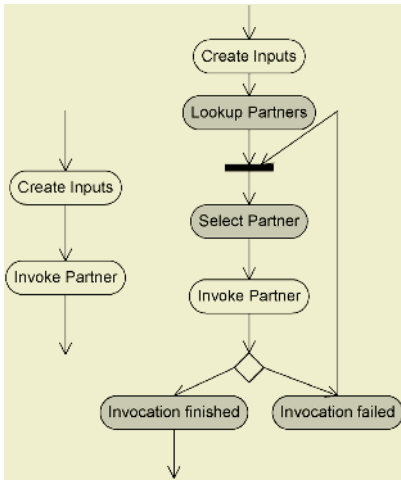 Create Inputs
Invoke Partner
Create Inputs
Lookup Partners
Select Partner
Invoke Partner
Invocation finished
Invocation failed